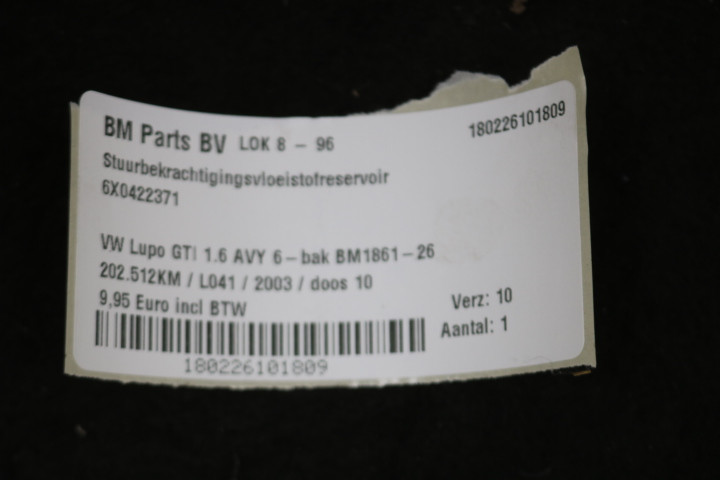 BM Parts BV LOK 8 - 96
180226101809
Stuurbekrachtigingsvloeistofreservoir
6X0422371
VW Lupo GTI 1.6 AVY 6-bak BM1861-26
202.512KM / L041 / 2003 / doos 10
9,95 Euro incl BTW
Verz: 10
Aantal: 1
180226101809